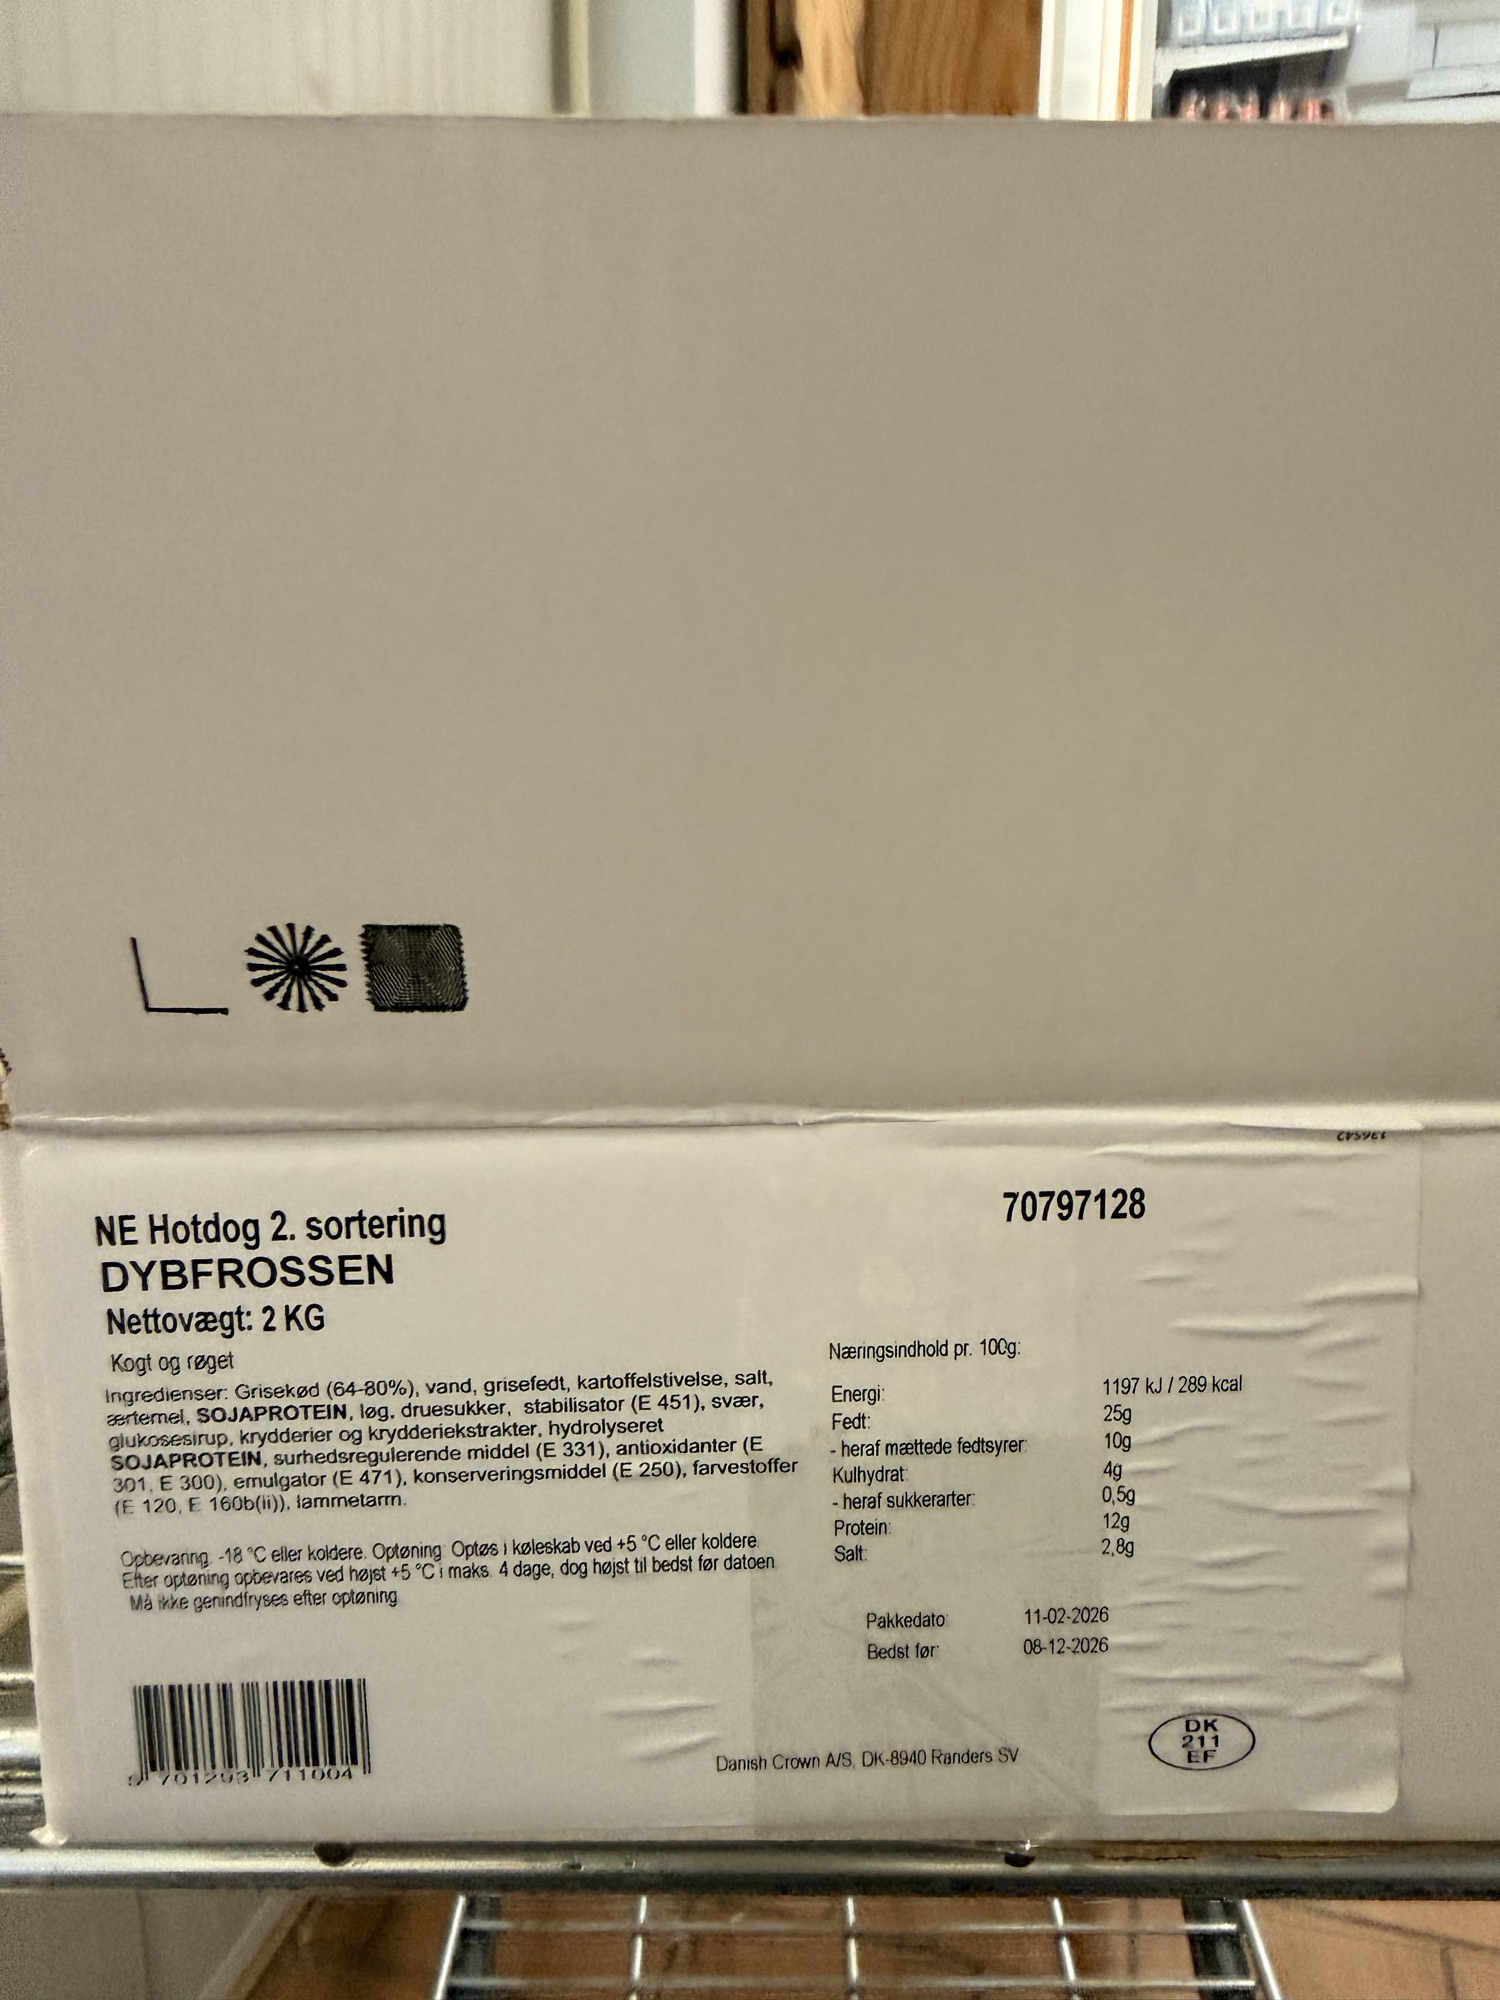 NE Hotdog 2. sortering
DYBFROSSEN
Nettovægt: 2 KG
Kogt og røget
Ingredienser: Grisekød (64-80%), vand, grisefedt, kartoffelstivelse, salt,
ærtemel, SOJAPROTEIN, løg, druesukker, stabilisator (E 451), svær,
glukosesirup, krydderier og krydderiekstrakter, hydrolyseret
SOJAPROTEIN, surhedsregulerende middel (E 331), antioxidanter (E
301, E 300), emulgator (E 471), konserveringsmiddel (E 250), farvestoffer
(E 120, E 160b(ii)), lammetarm.
Opbevaring: -18 °C eller koldere. Optøning: Optøs i køleskab ved +5 °C eller koldere.
Efter optøning opbevares ved højst +5 °C i maks. 4 dage, dog højst til bedst før datoen
Må ikke genindfryses efter optøning
70797128
Næringsindhold pr. 100g:
Energi: 1197 kJ / 289 kcal
Fedt: 25g
- heraf mættede fedtsyrer: 10g
Kulhydrat: 4g
- heraf sukkerarter: 0,5g
Protein: 12g
Salt: 2,8g
Pakkedato: 11-02-2026
Bedst før: 08-12-2026
Danish Crown A/S, DK-8940 Randers SV
DK
211
EF
711004